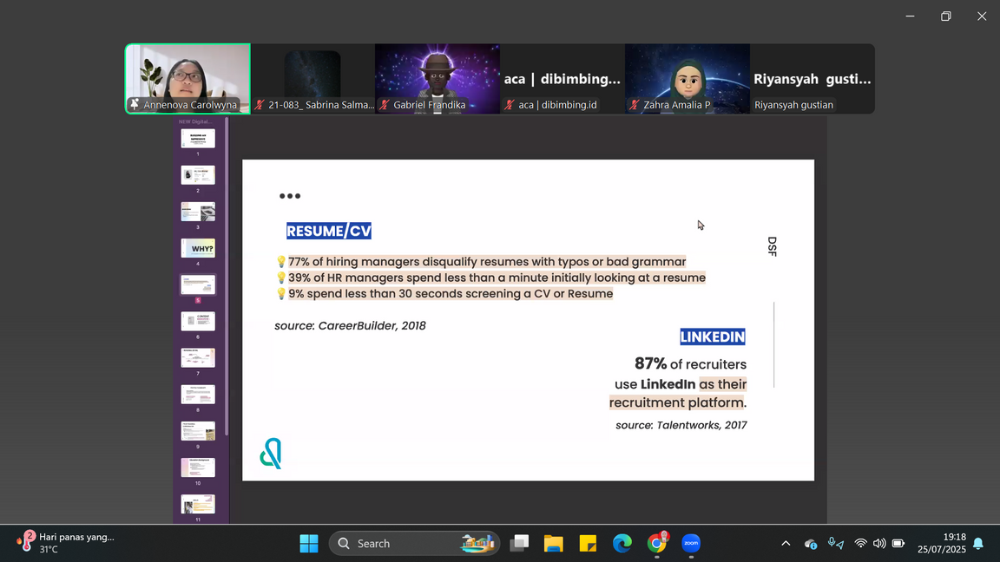 Annenova Carolwyna
21-083_ Sabrina Salma...
Gabriel Frandika
aca | dibimbing...
aca | dibimbing.id
Zahra Amalia P
Riyansyah gusti...
Riyansyah gustian
NEW Digital...
1
2
3
WHY?
4
5
6
7
8
9
10
11
RESUME/CV
💡77% of hiring managers disqualify resumes with typos or bad grammar
💡39% of HR managers spend less than a minute initially looking at a resume
💡9% spend less than 30 seconds screening a CV or Resume
source: CareerBuilder, 2018
DSF
LINKEDIN
87% of recruiters
use LinkedIn as their
recruitment platform.
source: Talentworks, 2017
2
Hari panas yang...
31°C
Search
zoom
19:18
25/07/2025